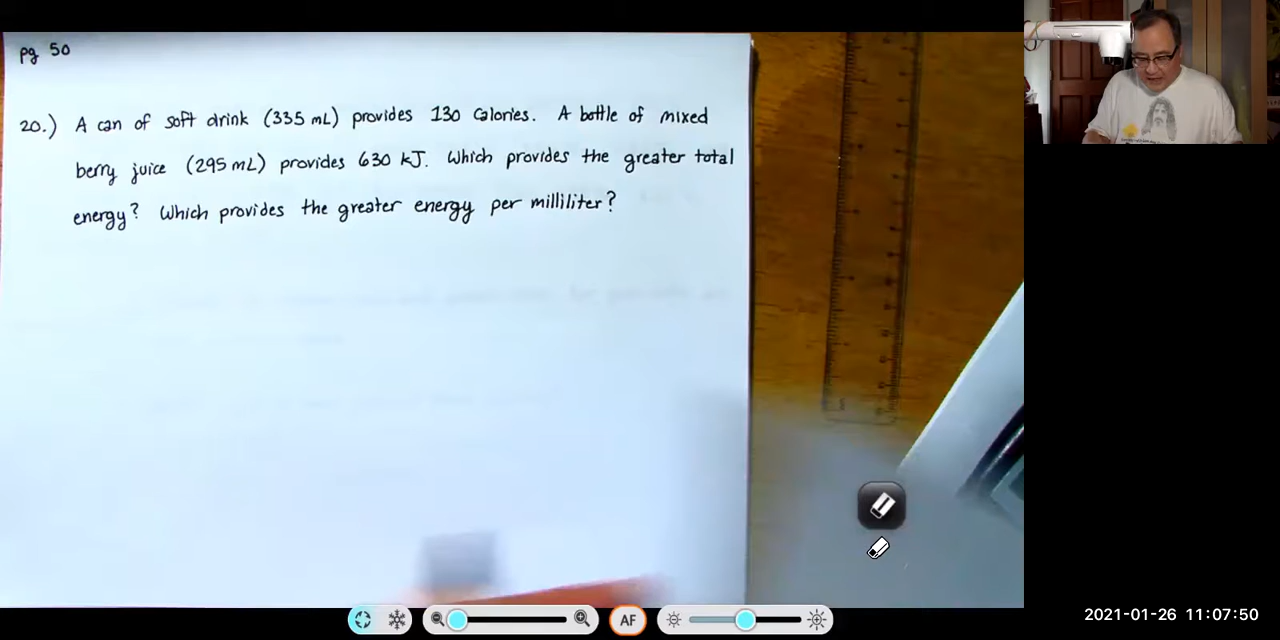 pg 50
20.) A can of soft drink (335 mL) provides 130 Calories. A bottle of mixed
berry juice (295 mL) provides 630 kJ. Which provides the greater total
energy? Which provides the greater energy per milliliter?
AF
2021-01-26 11:07:50